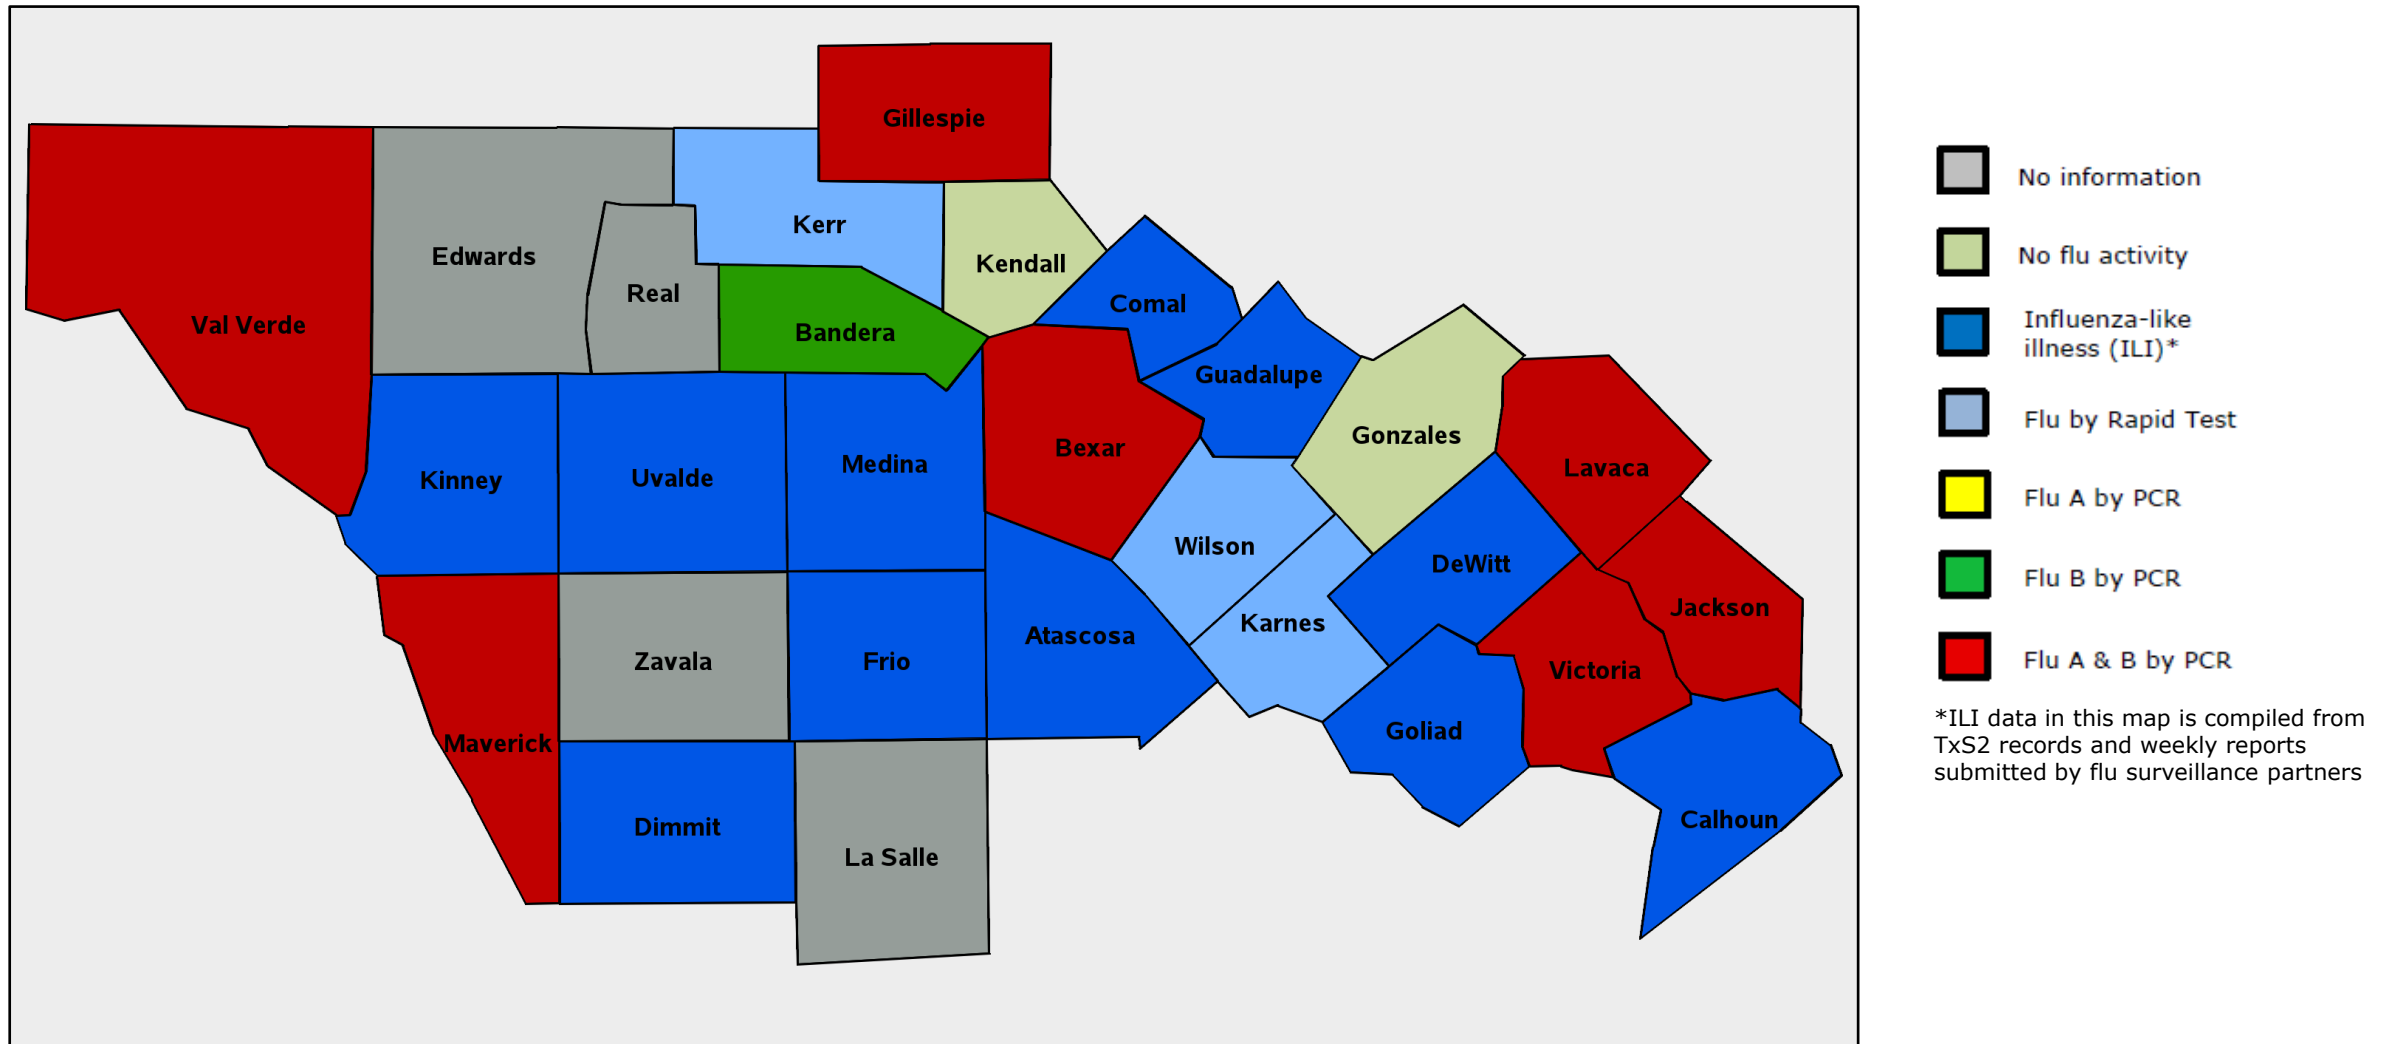 Gillespie
Kerr
Edwards
Kendall
Real
Comal
Val Verde
Bandera
Guadalupe
Gonzales
Bexar
Medina
Lavaca
Uvalde
Kinney
Wilson
DeWitt
Jackson
Karnes
Atascosa
Zavala
Frio
Victoria
Goliad
Maverick
Calhoun
Dimmit
La Salle
No information
No flu activity
Influenza-like
illness (ILI)*
Flu by Rapid Test
Flu A by PCR
Flu B by PCR
Flu A & B by PCR
*ILI data in this map is compiled from
TxS2 records and weekly reports
submitted by flu surveillance partners